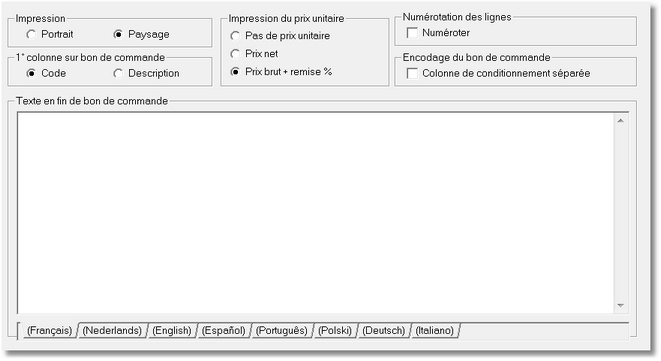 Impression
Portrait Paysage
1° colonne sur bon de commande
Code Description
Impression du prix unitaire
Pas de prix unitaire
Prix net
Prix brut + remise %
Numérotation des lignes
Numéroter
Encodage du bon de commande
Colonne de conditionnement séparée
Texte en fin de bon de commande
(Français) (Nederlands) (English) (Español) (Português) (Polski) (Deutsch) (Italiano)